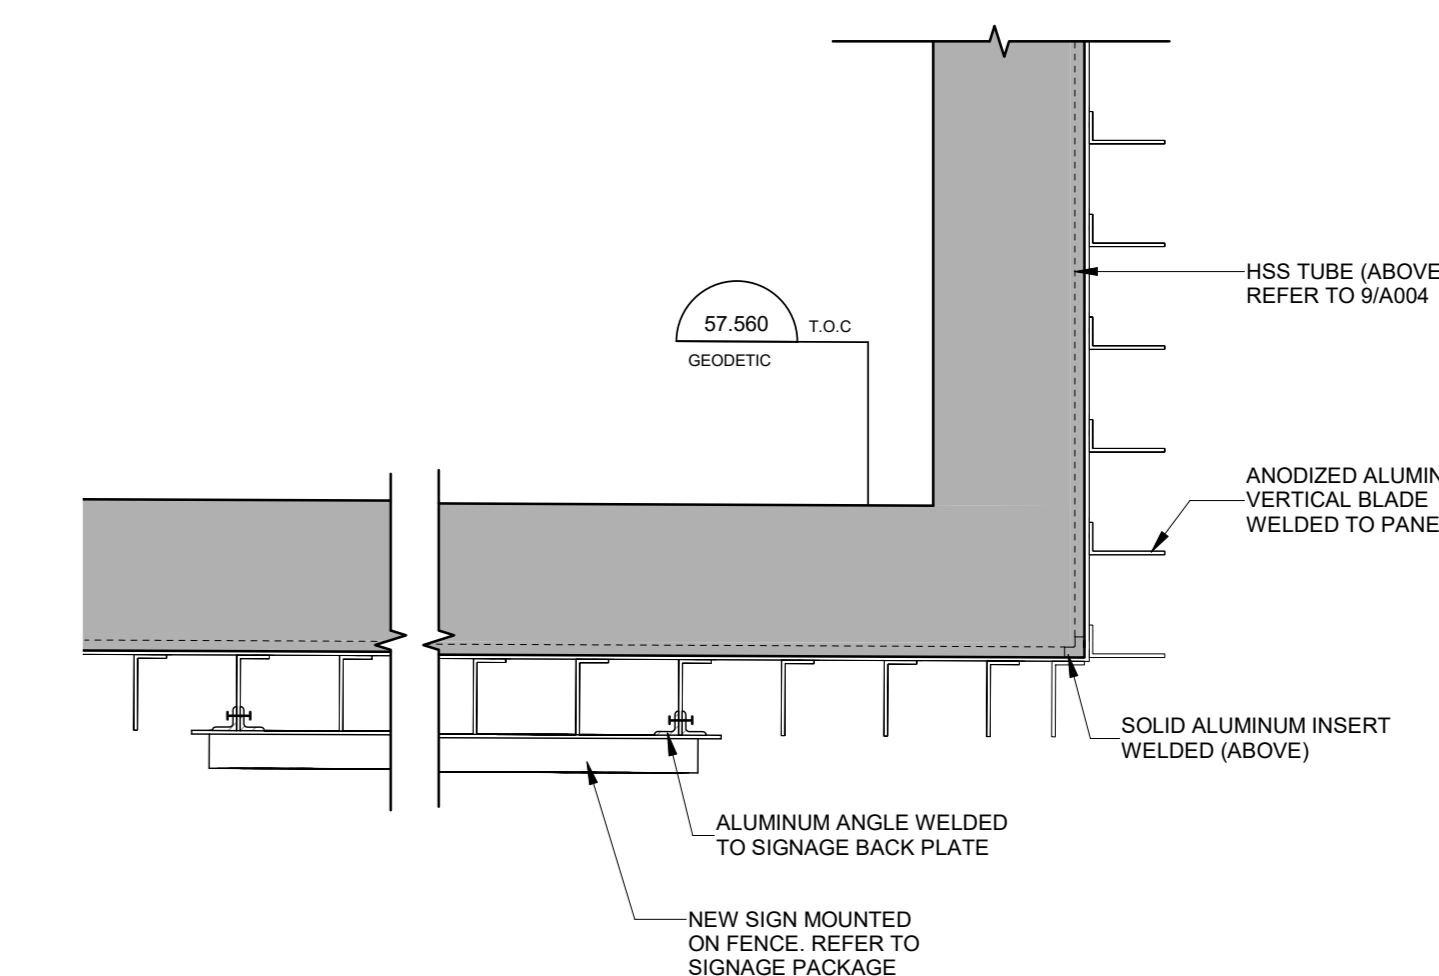 57.560
T.O.C
GEODETIC
HSS TUBE (ABOVE
REFER TO 9/A004
ANODIZED ALUMIN
VERTICAL BLADE
WELDED TO PANE
SOLID ALUMINUM INSERT
WELDED (ABOVE)
ALUMINUM ANGLE WELDED
TO SIGNAGE BACK PLATE
NEW SIGN MOUNTED
ON FENCE. REFER TO
SIGNAGE PACKAGE